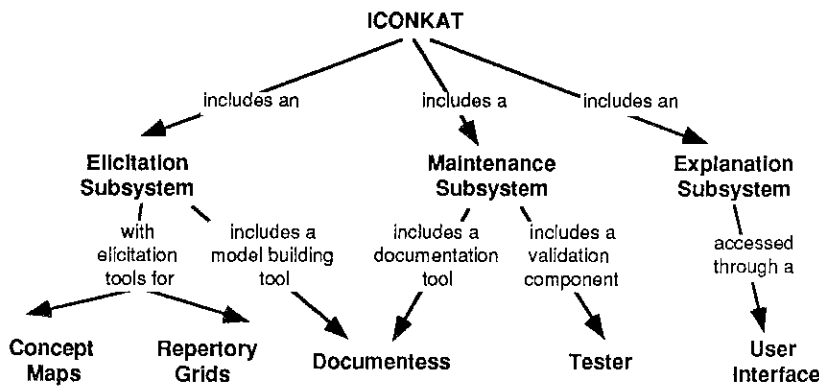 ICONKAT
includes an
includes a
includes an
Elicitation
Subsystem
Maintenance
Subsystem
Explanation
Subsystem
with
elicitation
tools for
includes a
model building
tool
includes a
documentation
tool
includes a
validation
component
accessed
through a
Concept
Maps
Repertory
Grids
Documentess
Tester
User
Interface